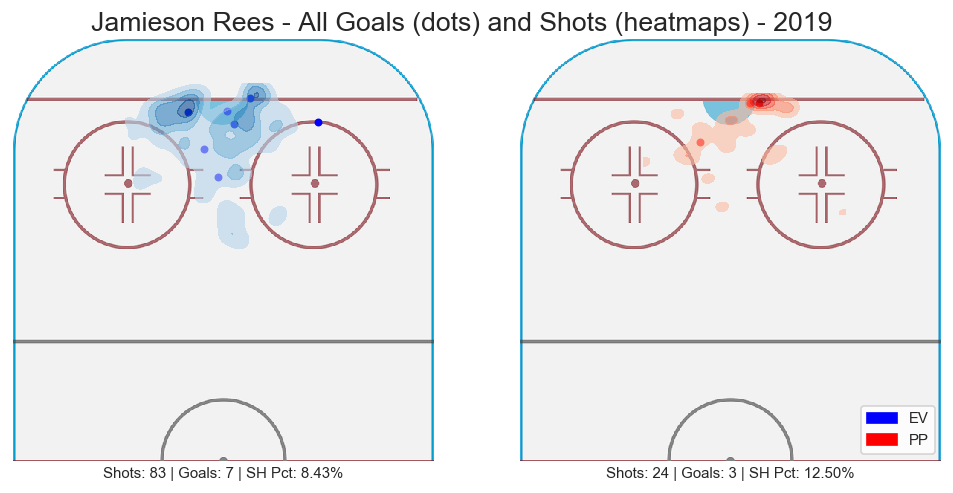 Jamieson Rees - All Goals (dots) and Shots (heatmaps) - 2019
EV
PP
Shots: 83 | Goals: 7 | SH Pct: 8.43%
Shots: 24 | Goals: 3 | SH Pct: 12.50%